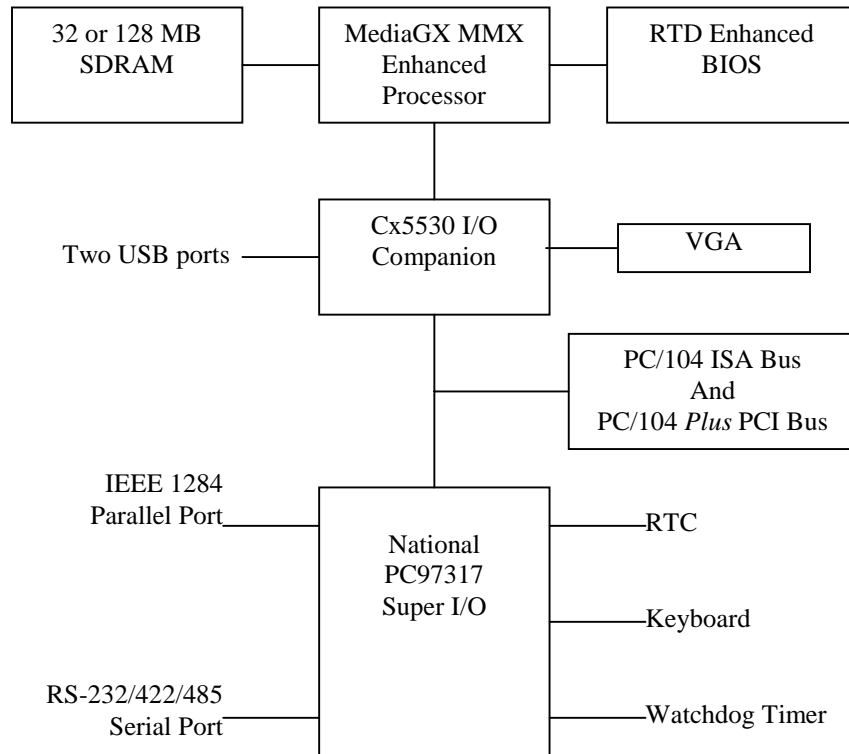 32 or 128 MB
SDRAM
MediaGX MMX
Enhanced
Processor
RTD Enhanced
BIOS
Cx5530 I/O
Companion
Two USB ports
VGA
PC/104 ISA Bus
And
PC/104 Plus PCI Bus
IEEE 1284
Parallel Port
National
PC97317
Super I/O
RTC
Keyboard
RS-232/422/485
Serial Port
Watchdog Timer